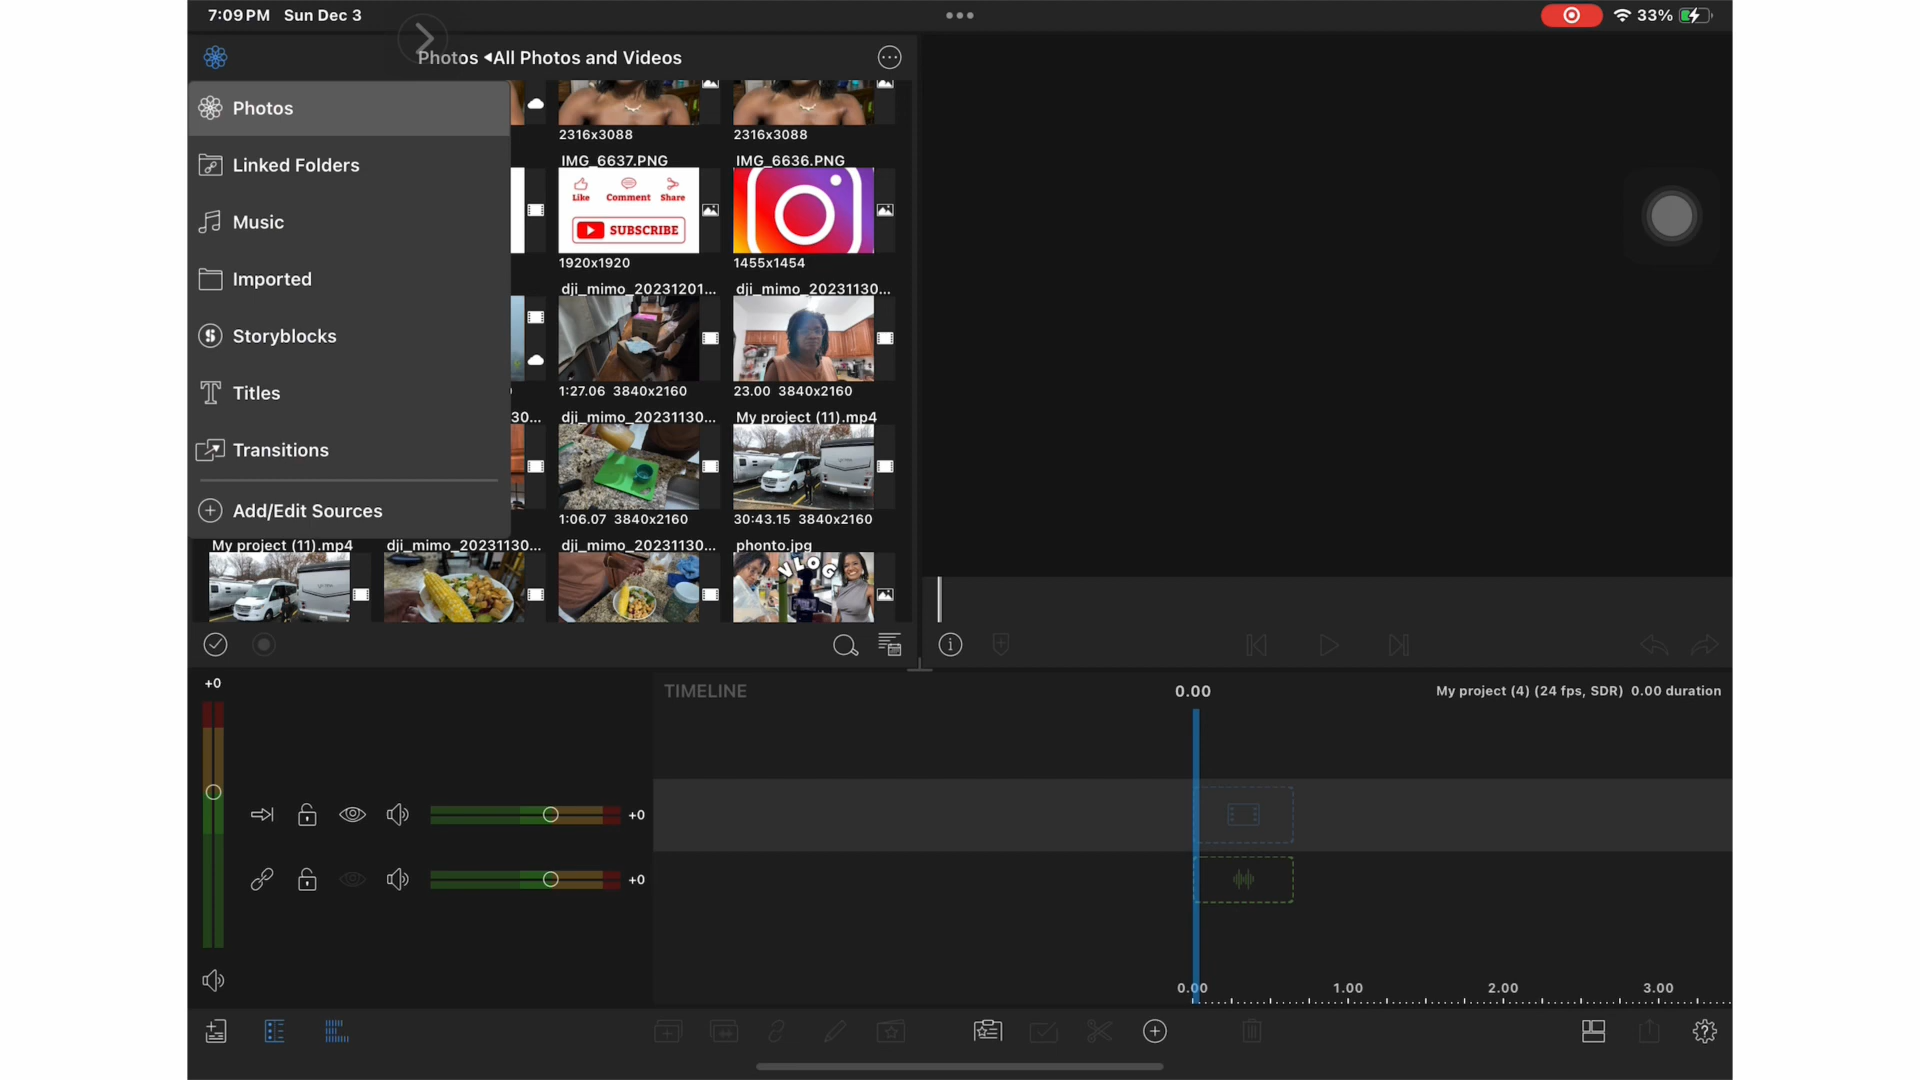 7:09 PM Sun Dec 3
33%
Photos ◂All Photos and Videos
Photos
Linked Folders
Music
Imported
Storyblocks
Titles
Transitions
Add/Edit Sources
2316x3088
2316x3088
IMG_6637.PNG
IMG_6636.PNG
Like Comment Share
SUBSCRIBE
1920x1920
1455x1454
dji_mimo_20231201...
dji_mimo_20231130...
1:27.06 3840x2160
23.00 3840x2160
30...
dji_mimo_20231130...
My project (11).mp4
1:06.07 3840x2160
30:43.15 3840x2160
My project (11).mp4
dji_mimo_20231130...
dji_mimo_20231130...
phonto.jpg
VLOG
+0
TIMELINE
0.00
My project (4) (24 fps, SDR) 0.00 duration
+0
+0
0.00
1.00
2.00
3.00